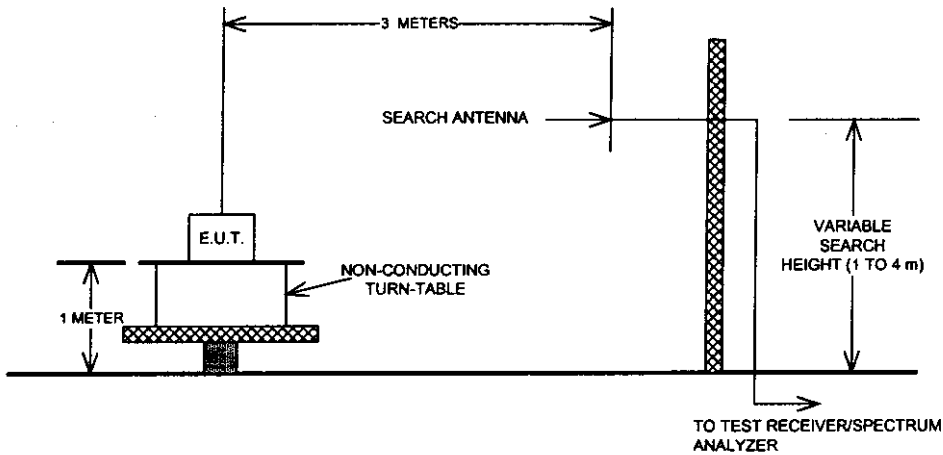 3 METERS
SEARCH ANTENNA
E.U.T.
NON-CONDUCTING
TURN-TABLE
1 METER
VARIABLE
SEARCH
HEIGHT (1 TO 4 m)
TO TEST RECEIVER/SPECTRUM
ANALYZER